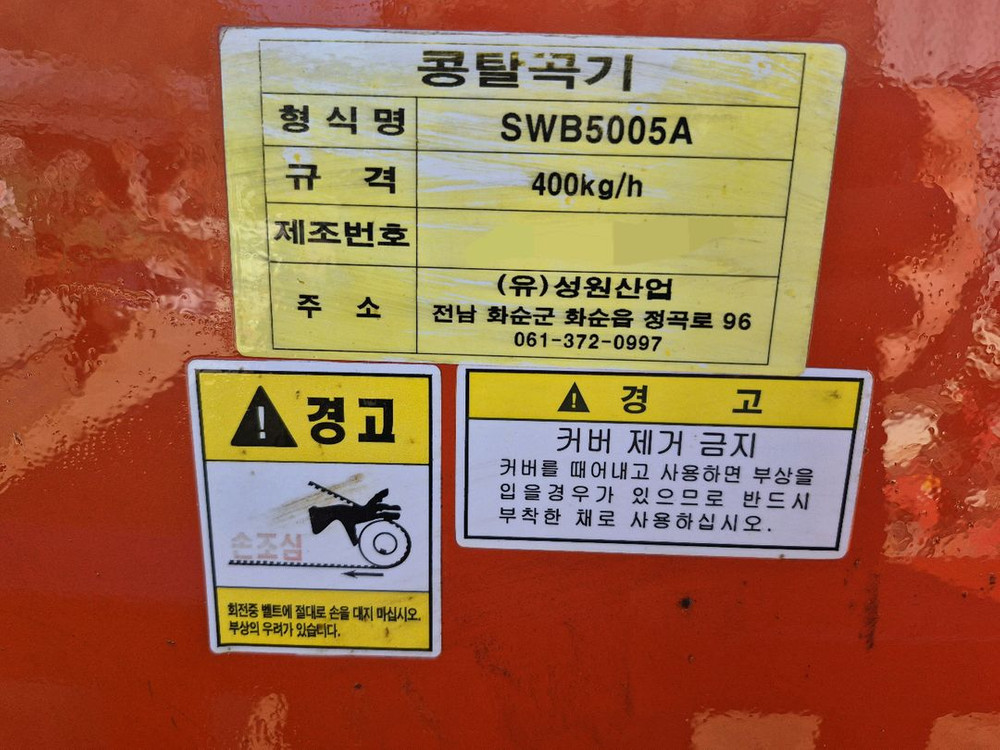 콩탈곡기
형식명 SWB5005A
규 격 400kg/h
제조번호
주 소 (유)성원산업
전남 화순군 화순읍 정곡로 96
061-372-0997
경고
손조심
회전중 벨트에 절대로 손을 대지 마십시오.
부상의 우려가 있습니다.
경 고
커버 제거 금지
커버를 때어내고 사용하면 부상을
입을경우가 있으므로 반드시
부착한 채로 사용하십시오.